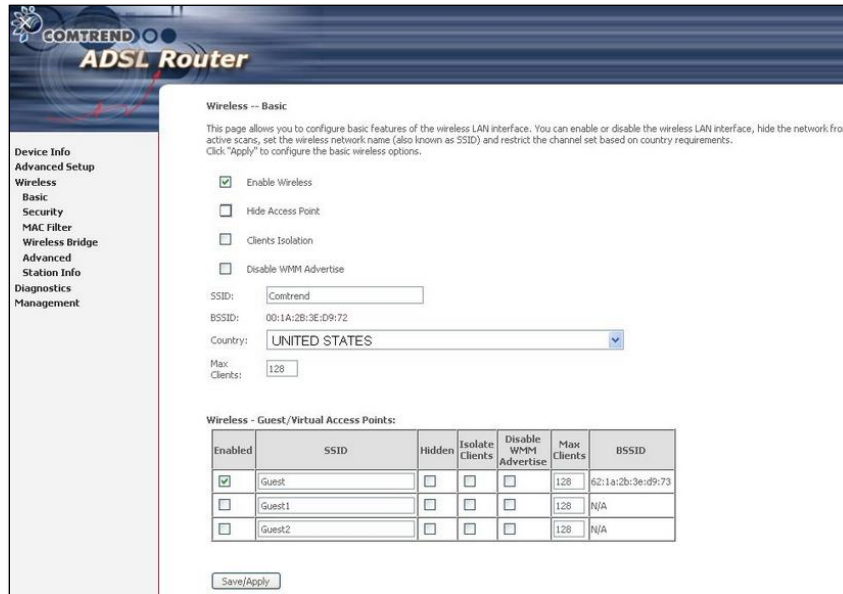 COMTREND
ADSL Router
Device Info
Advanced Setup
Wireless
Basic
Security
MAC Filter
Wireless Bridge
Advanced
Station Info
Diagnostics
Management
Wireless -- Basic
This page allows you to configure basic features of the wireless LAN interface. You can enable or disable the wireless LAN interface, hide the network fro
active scans, set the wireless network name (also known as SSID) and restrict the channel set based on country requirements.
Click "Apply" to configure the basic wireless options.
Enable Wireless
Hide Access Point
Clients Isolation
Disable WMM Advertise
SSID: Comtrend
BSSID: 00:1A:2B:3E:D9:72
Country: UNITED STATES
Max
Clients: 128
Wireless - Guest/Virtual Access Points:
Enabled SSID Hidden Isolate Clients Disable WMM Advertise Max Clients BSSID
Guest 128 62:1a:2b:3e:d9:73
Guest1 128 N/A
Guest2 128 N/A
Save/Apply